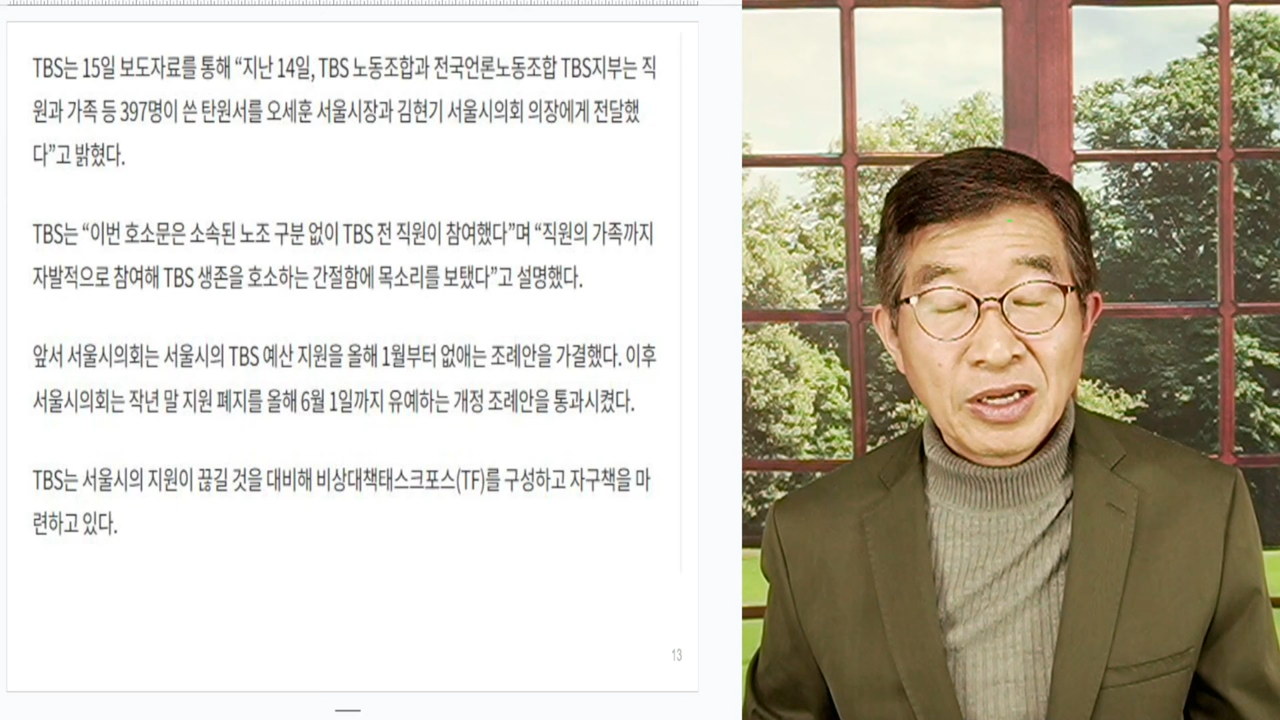 TBS는 15일 보도자료를 통해 “지난 14일, TBS 노동조합과 전국언론노동조합 TBS지부는 직
원과 가족 등 397명이 쓴 탄원서를 오세훈 서울시장과 김현기 서울시의회 의장에게 전달했
다”고 밝혔다.
TBS는 “이번 호소문은 소속된 노조 구분 없이 TBS 전 직원이 참여했다”며 “직원의 가족까지
자발적으로 참여해 TBS 생존을 호소하는 간절함에 목소리를 보탰다”고 설명했다.
앞서 서울시의회는 서울시의 TBS 예산 지원을 올해 1월부터 없애는 조례안을 가결했다. 이후
서울시의회는 작년 말 지원 폐지를 올해 6월 1일까지 유예하는 개정 조례안을 통과시켰다.
TBS는 서울시의 지원이 끊길 것을 대비해 비상대책태스크포스(TF)를 구성하고 자구책을 마
련하고 있다.
13